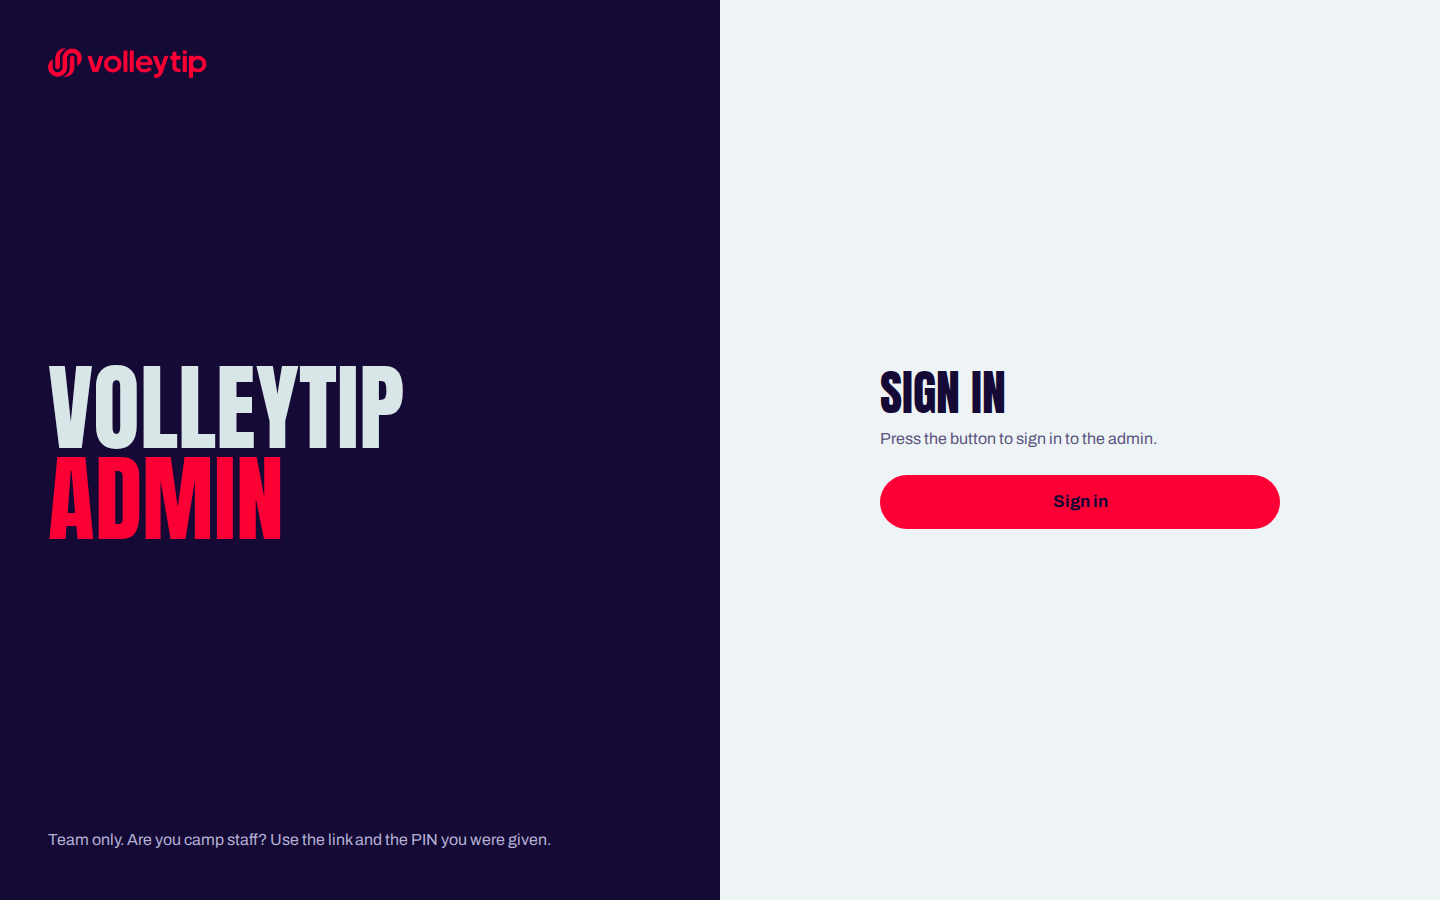 volleytip
VOLLEYTIP
ADMIN
Team only. Are you camp staff? Use the link and the PIN you were given.
SIGN IN
Press the button to sign in to the admin.
Sign in